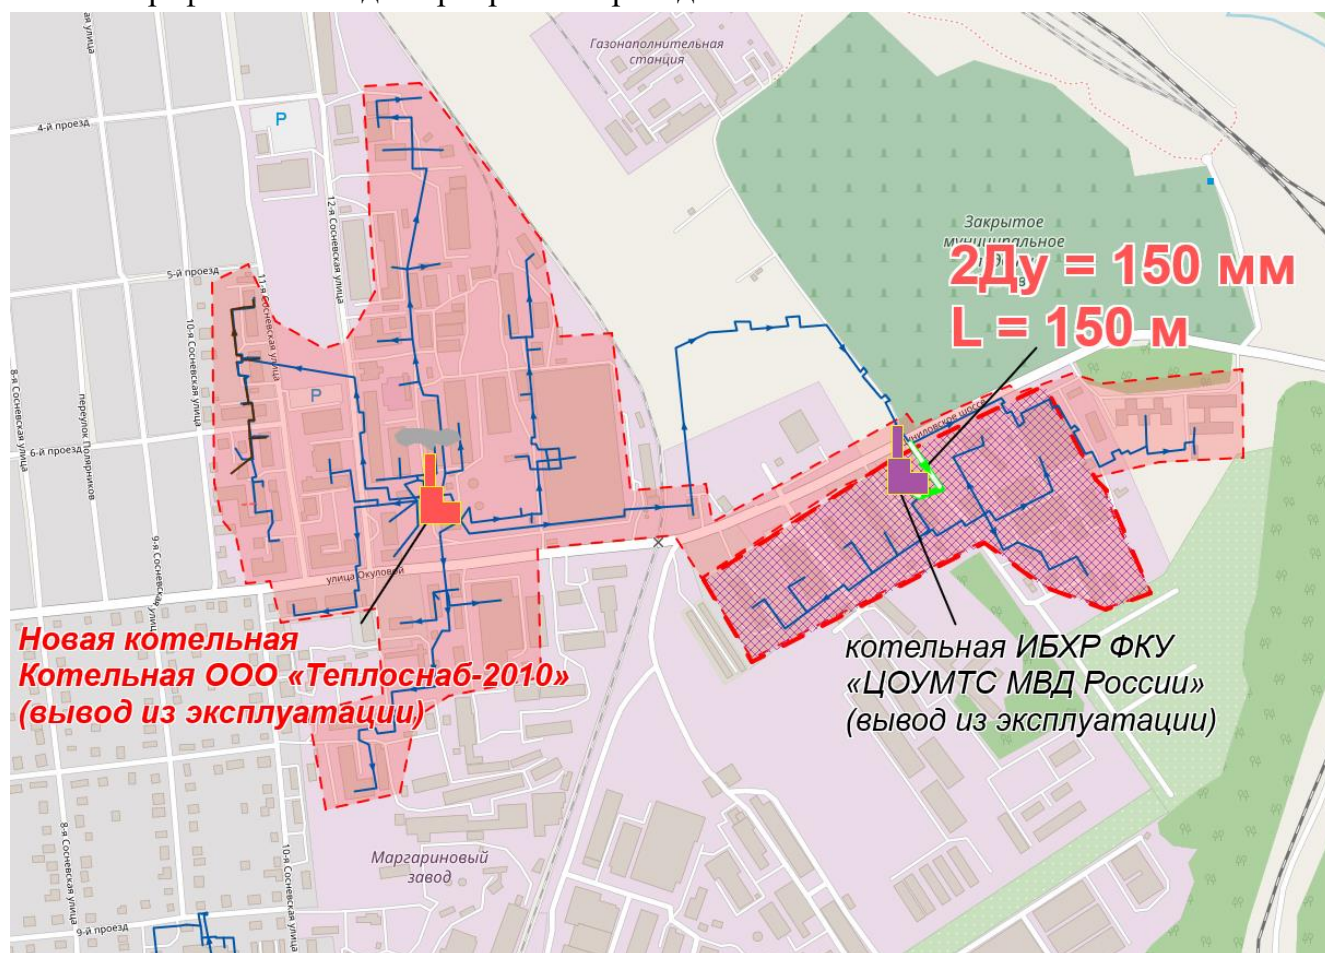 Газонаполнительная
станция
4-й проезд
P
12-я Сосневская улица
Закрытое
муниципальное
2Ду = 150 мм
L = 150 м
5-й проезд
11-я Сосневская улица
10-я Сосневская улица
P
8-я Сосневская улица
переулок Полярников
6-й проезд
9-я Сосневская улица
улица Окуловой
Новая котельная
Котельная ООО «Теплоснаб-2010»
(вывод из эксплуатации)
котельная ИБХР ФКУ
«ЦОУМТС МВД России»
(вывод из эксплуатации)
Маргариновый
завод
8-я Сосневская улица
10-я Сосневская улица
9-й проезд